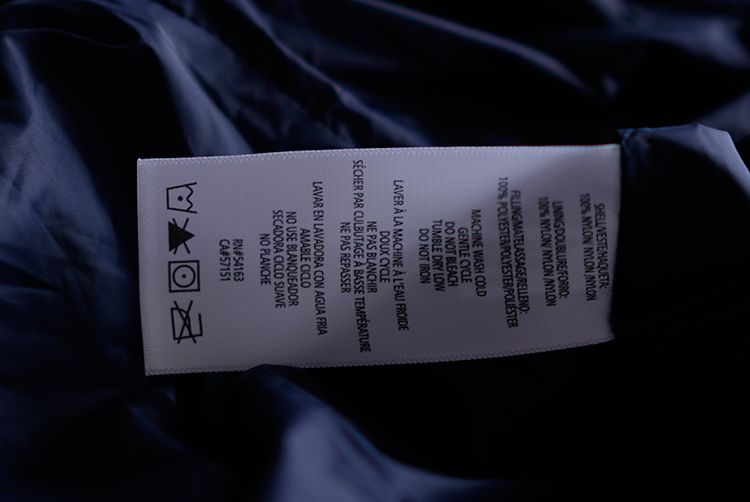 SHELL/VESTE/HAQUETA:
100% NYLON/NYLON/NYLON
LINING/DOUBLURE/FORRO:
100% NYLON/NYLON/NYLON
FILLING/MATELASSAGE/RELLENO:
100% POLYESTER/POLYESTER/POLIÉSTER
MACHINE WASH COLD
GENTLE CYCLE
DO NOT BLEACH
TUMBLE DRY LOW
DO NOT IRON
LAVER À LA MACHINE À L'EAU FROIDE
DOUX CYCLE
NE PAS BLANCHIR
SÉCHER PAR CULBUTAGE À BASSE TEMPÉRATURE
NE PAS REPASSER
LAVAR EN LAVADORA CON AGUA FRIA
AMABLE CICLO
NO USE BLANQUEADOR
SECADORA CICLO SUAVE
NO PLANCHE
RN#54163
CA#57151